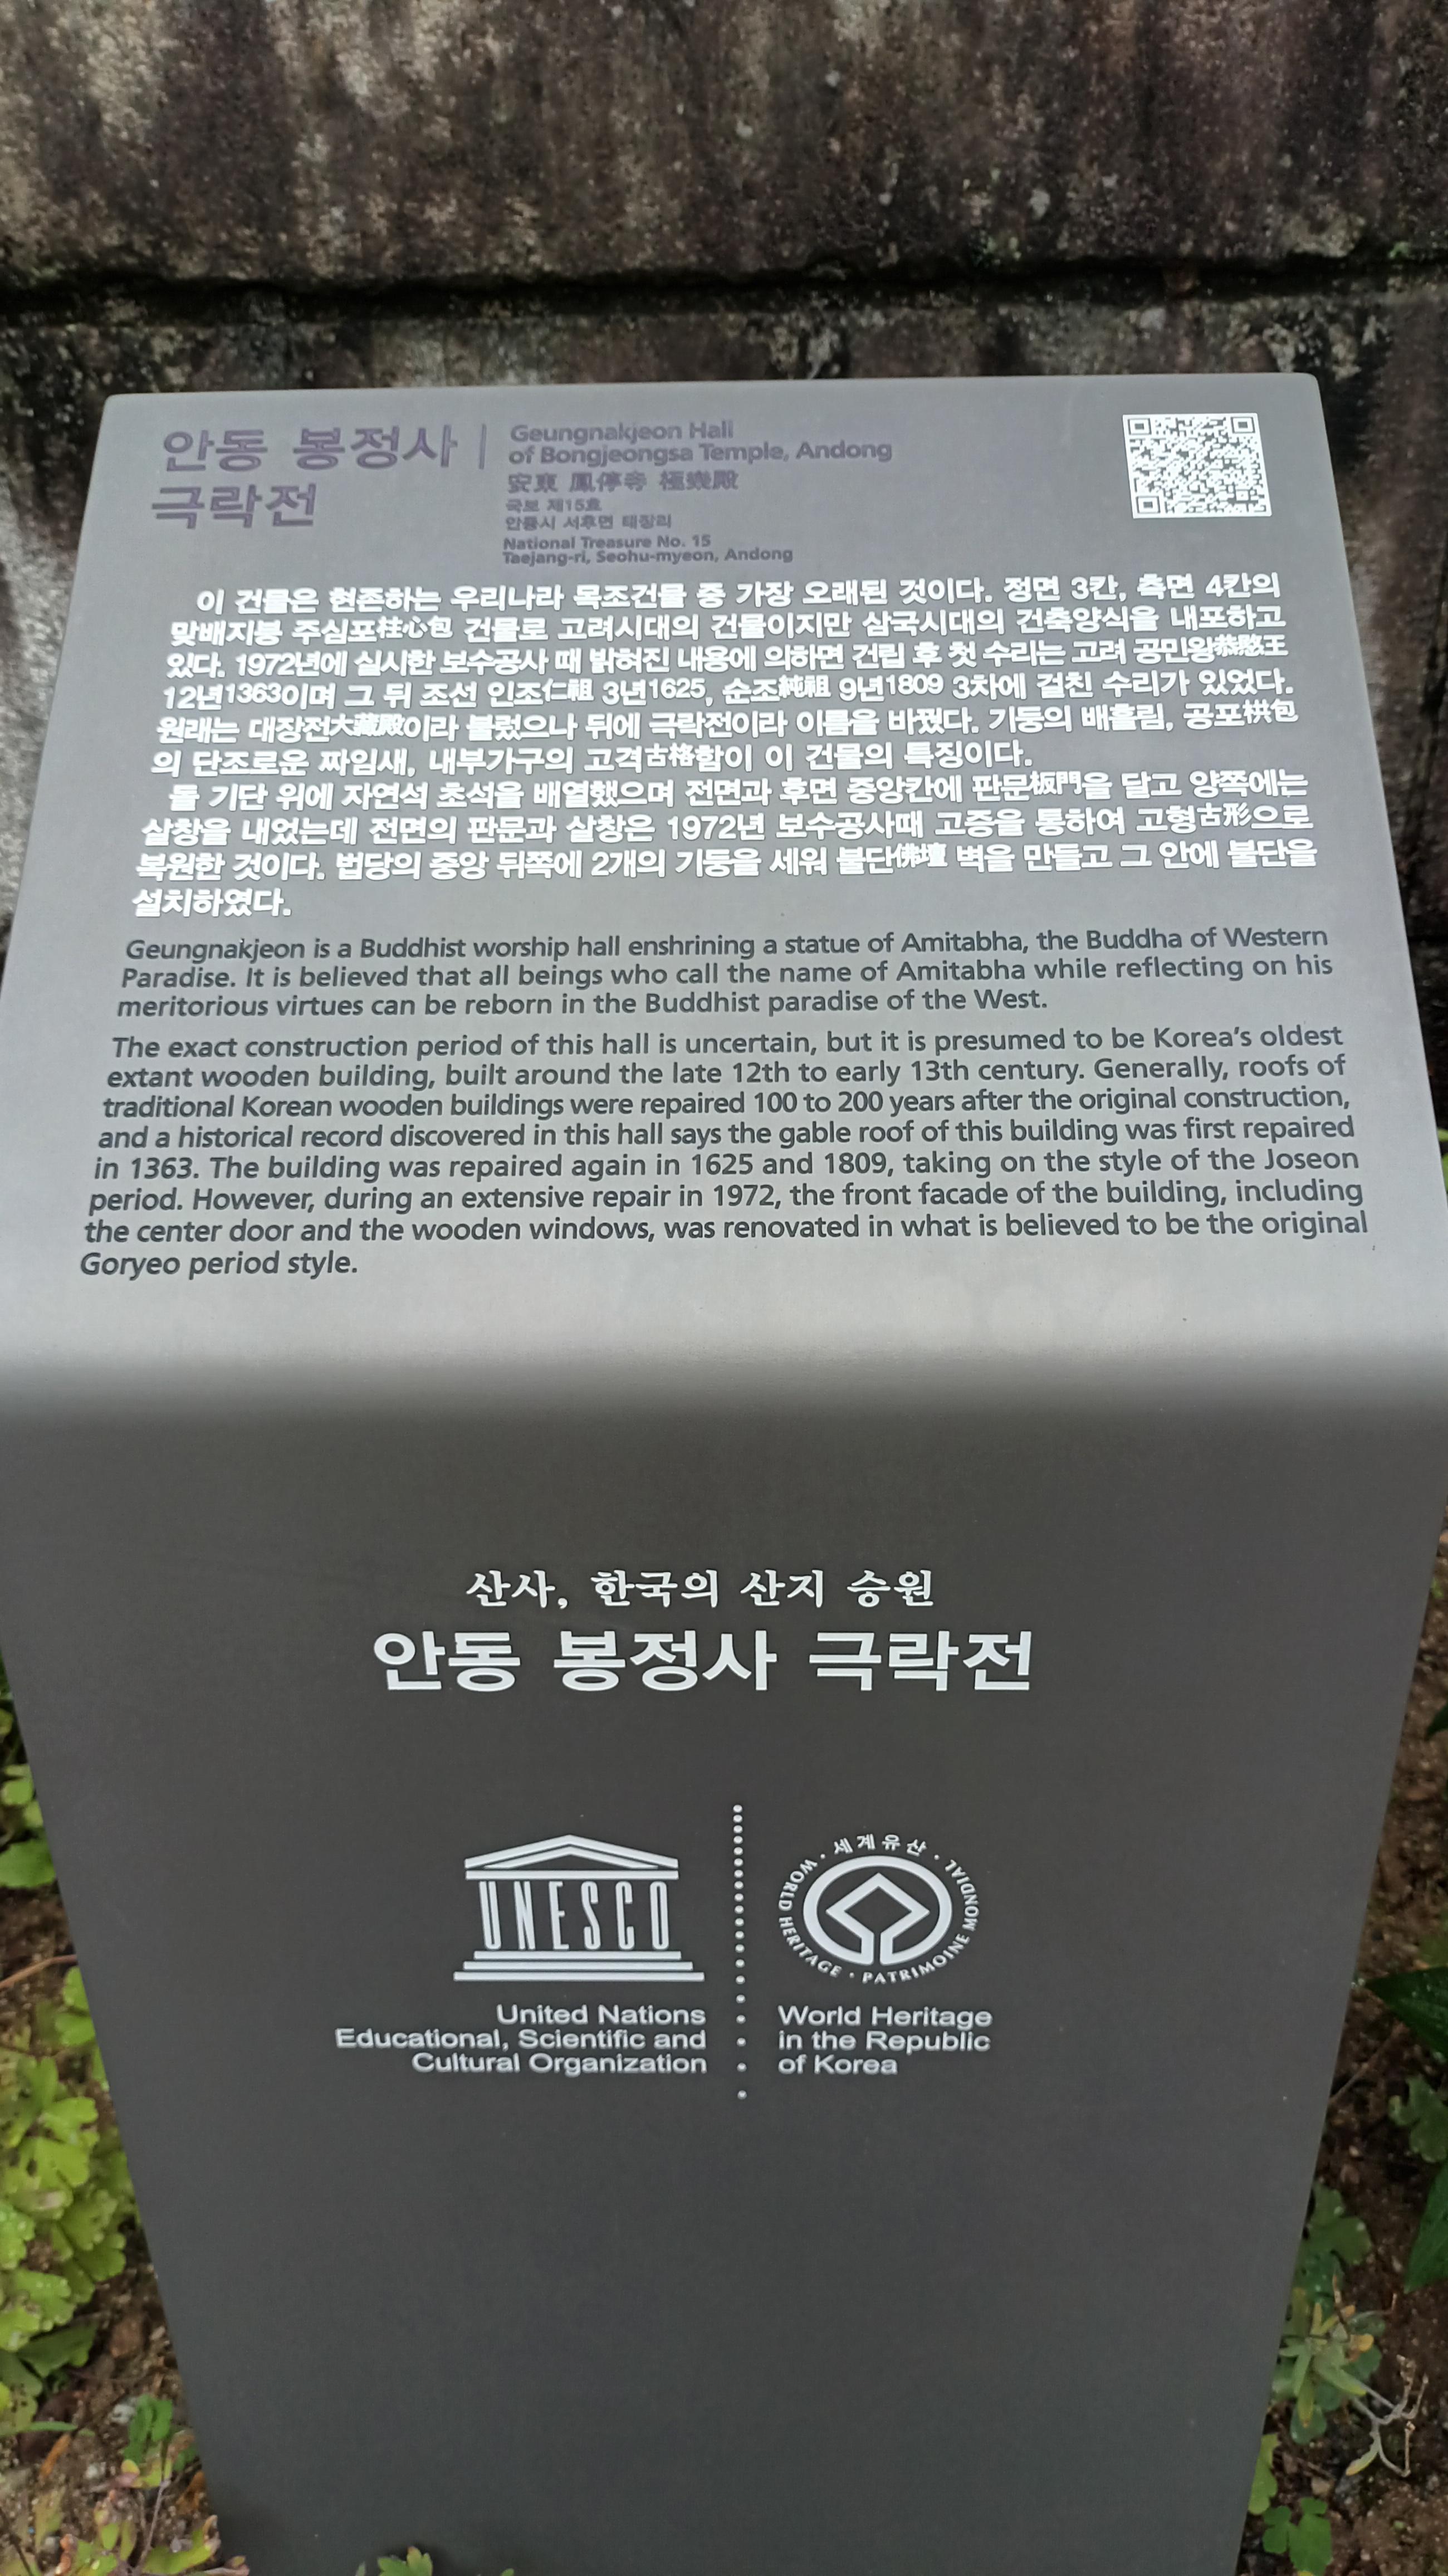 안동 봉정사
극락전
Geungnakjeon Hall
of Bongjeongsa Temple, Andong
安東 鳳停寺 極樂殿
국보 제15호
안동시 서후면 태장리
National Treasure No. 15
Taejang-ri, Seohu-myeon, Andong
이 건물은 현존하는 우리나라 목조건물 중 가장 오래된 것이다. 정면 3칸, 측면 4칸의
맞배지붕 주심포柱心包 건물로 고려시대의 건물이지만 삼국시대의 건축양식을 내포하고
있다. 1972년에 실시한 보수공사 때 밝혀진 내용에 의하면 건립 후 첫 수리는 고려 공민왕恭愍王
12년1363이며 그 뒤 조선 인조仁祖 3년1625, 순조純祖 9년1809 3차에 걸친 수리가 있었다.
원래는 대장전大藏殿이라 불렀으나 뒤에 극락전이라 이름을 바꿨다. 기둥의 배흘림, 공포栱包
의 단조로운 짜임새, 내부가구의 고격古格함이 이 건물의 특징이다.
돌 기단 위에 자연석 초석을 배열했으며 전면과 후면 중앙칸에 판문板門을 달고 양쪽에는
살창을 내었는데 전면의 판문과 살창은 1972년 보수공사때 고증을 통하여 고형古形으로
복원한 것이다. 법당의 중앙 뒤쪽에 2개의 기둥을 세워 불단佛壇 벽을 만들고 그 안에 불단을
설치하였다.
Geungnakjeon is a Buddhist worship hall enshrining a statue of Amitabha, the Buddha of Western
Paradise. It is believed that all beings who call the name of Amitabha while reflecting on his
meritorious virtues can be reborn in the Buddhist paradise of the West.
The exact construction period of this hall is uncertain, but it is presumed to be Korea's oldest
extant wooden building, built around the late 12th to early 13th century. Generally, roofs of
traditional Korean wooden buildings were repaired 100 to 200 years after the original construction,
and a historical record discovered in this hall says the gable roof of this building was first repaired
in 1363. The building was repaired again in 1625 and 1809, taking on the style of the Joseon
period. However, during an extensive repair in 1972, the front facade of the building, including
the center door and the wooden windows, was renovated in what is believed to be the original
Goryeo period style.
산사, 한국의 산지 승원
안동 봉정사 극락전
UNESCO
United Nations
Educational, Scientific and
Cultural Organization
세계유산 · WORLD HERITAGE · PATRIMOINE MONDIAL ·
World Heritage
in the Republic
of Korea